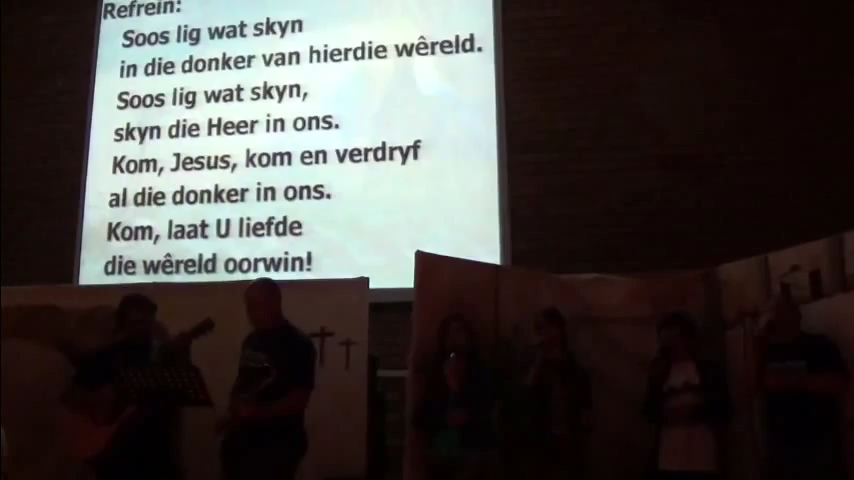 Refrein:
Soos lig wat skyn
in die donker van hierdie wêreld.
Soos lig wat skyn,
skyn die Heer in ons.
Kom, Jesus, kom en verdryf
al die donker in ons.
Kom, laat U liefde
die wêreld oorwin!